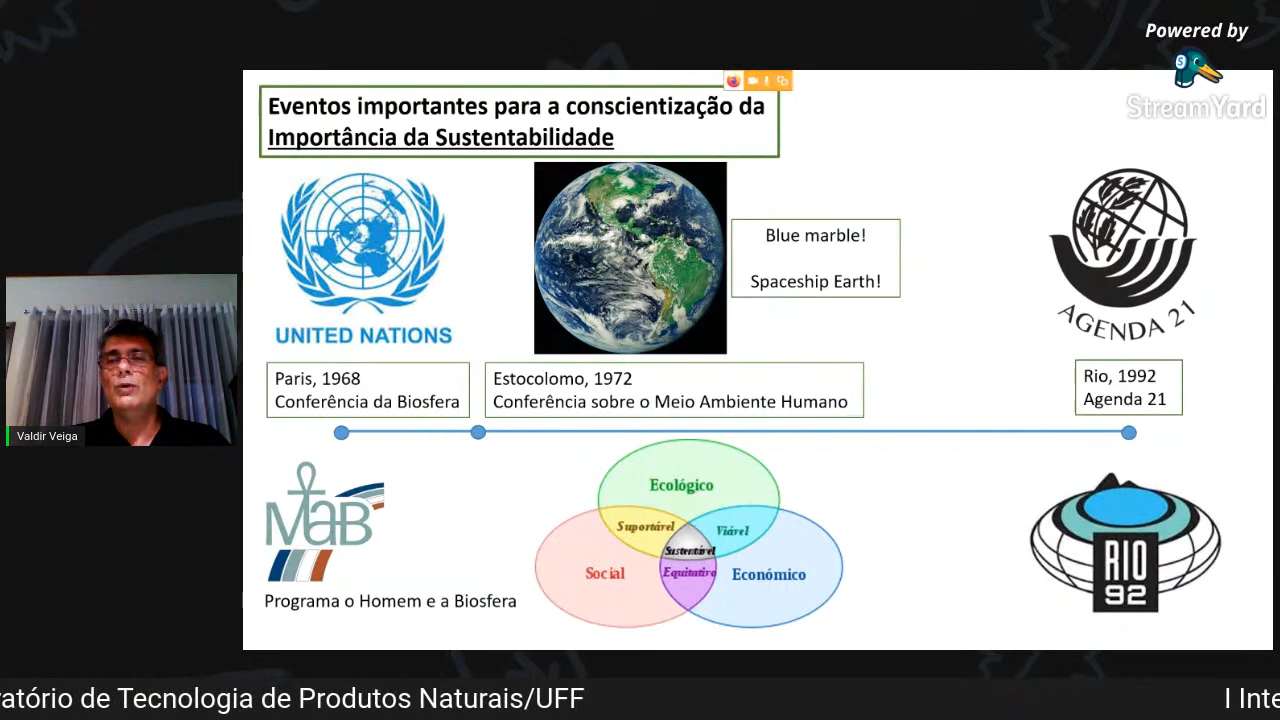 Powered by
StreamYard
Eventos importantes para a conscientização da
Importância da Sustentabilidade
UNITED NATIONS
Blue marble!
Spaceship Earth!
AGENDA 21
Paris, 1968
Conferência da Biosfera
Estocolomo, 1972
Conferência sobre o Meio Ambiente Humano
Rio, 1992
Agenda 21
Valdir Veiga
MaB
Programa o Homem e a Biosfera
Ecológico
Suportável
Viável
Sustentável
Social
Equitativo
Económico
RIO
92
ratório de Tecnologia de Produtos Naturais/UFF
I Inte